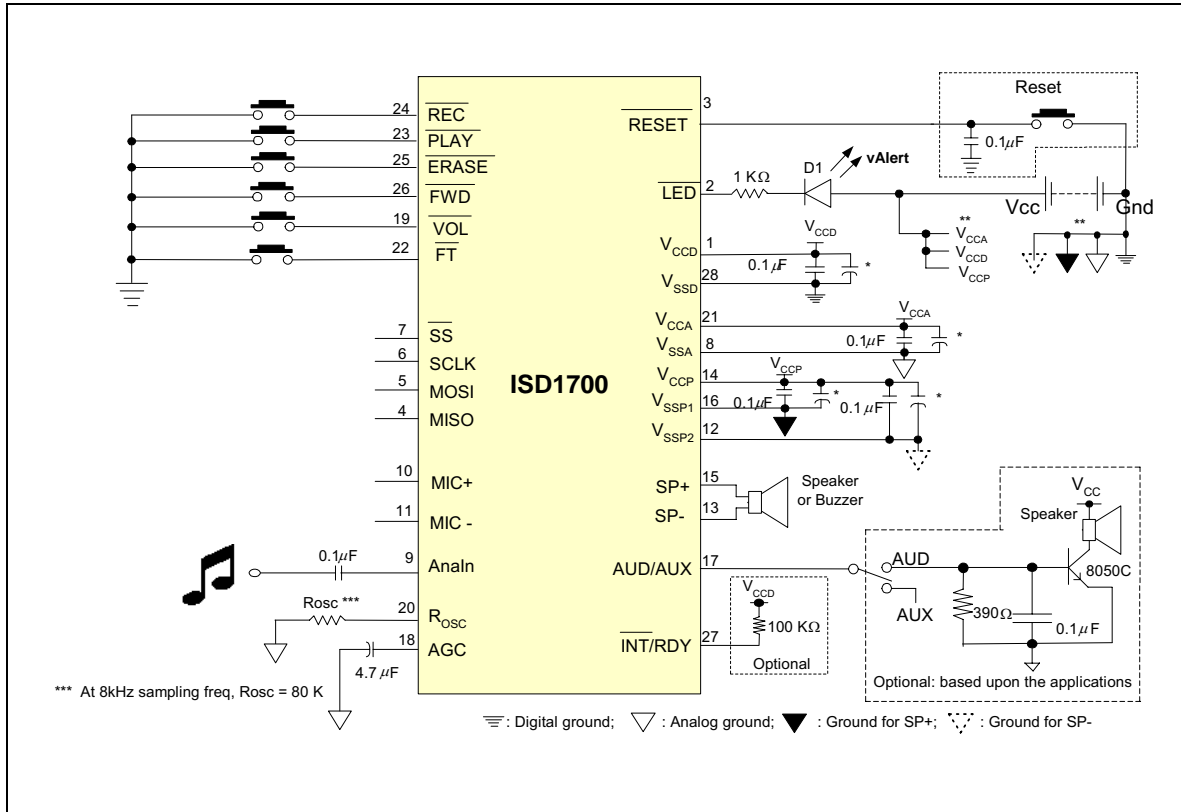 Reset
3
RESET
0.1µF
24
REC
23
PLAY
25
ERASE
26
FWD
19
VOL
22
FT
D1
vAlert
1 KΩ
2
LED
Vcc
Gnd
**
VCCA
VCCD
VCCP
**
VCCD
VCCD
1
0.1µF
*
VSSD
28
7
SS
6
SCLK
5
MOSI
4
MISO
ISD1700
VCCA
21
VCCA
0.1µF
*
VSSA
8
VCCP
14
VCCP
VSSP1
16
0.1µF
*
0.1µF
*
VSSP2
12
10
MIC+
11
MIC -
SP+
15
Speaker
or Buzzer
SP-
13
VCC
Speaker
8050C
0.1µF
9
AnaIn
AUD/AUX
17
AUD
AUX
390Ω
0.1µF
Optional: based upon the applications
Rosc ***
20
ROSC
18
AGC
4.7 µF
VCCD
100 KΩ
27
INT/RDY
Optional
*** At 8kHz sampling freq, Rosc = 80 K
: Digital ground; : Analog ground; : Ground for SP+; : Ground for SP-